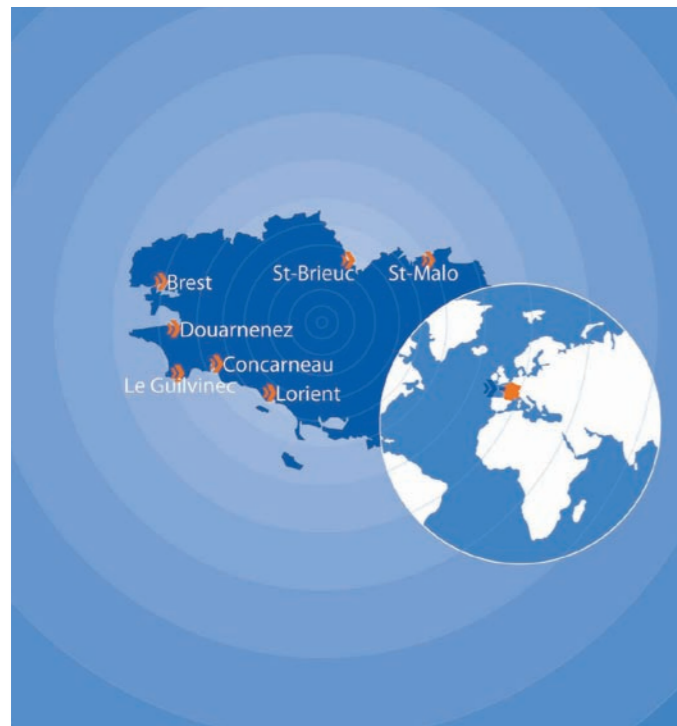 St-Brieuc
St-Malo
Brest
Douarnenez
Concarneau
Le Guilvinec
Lorient